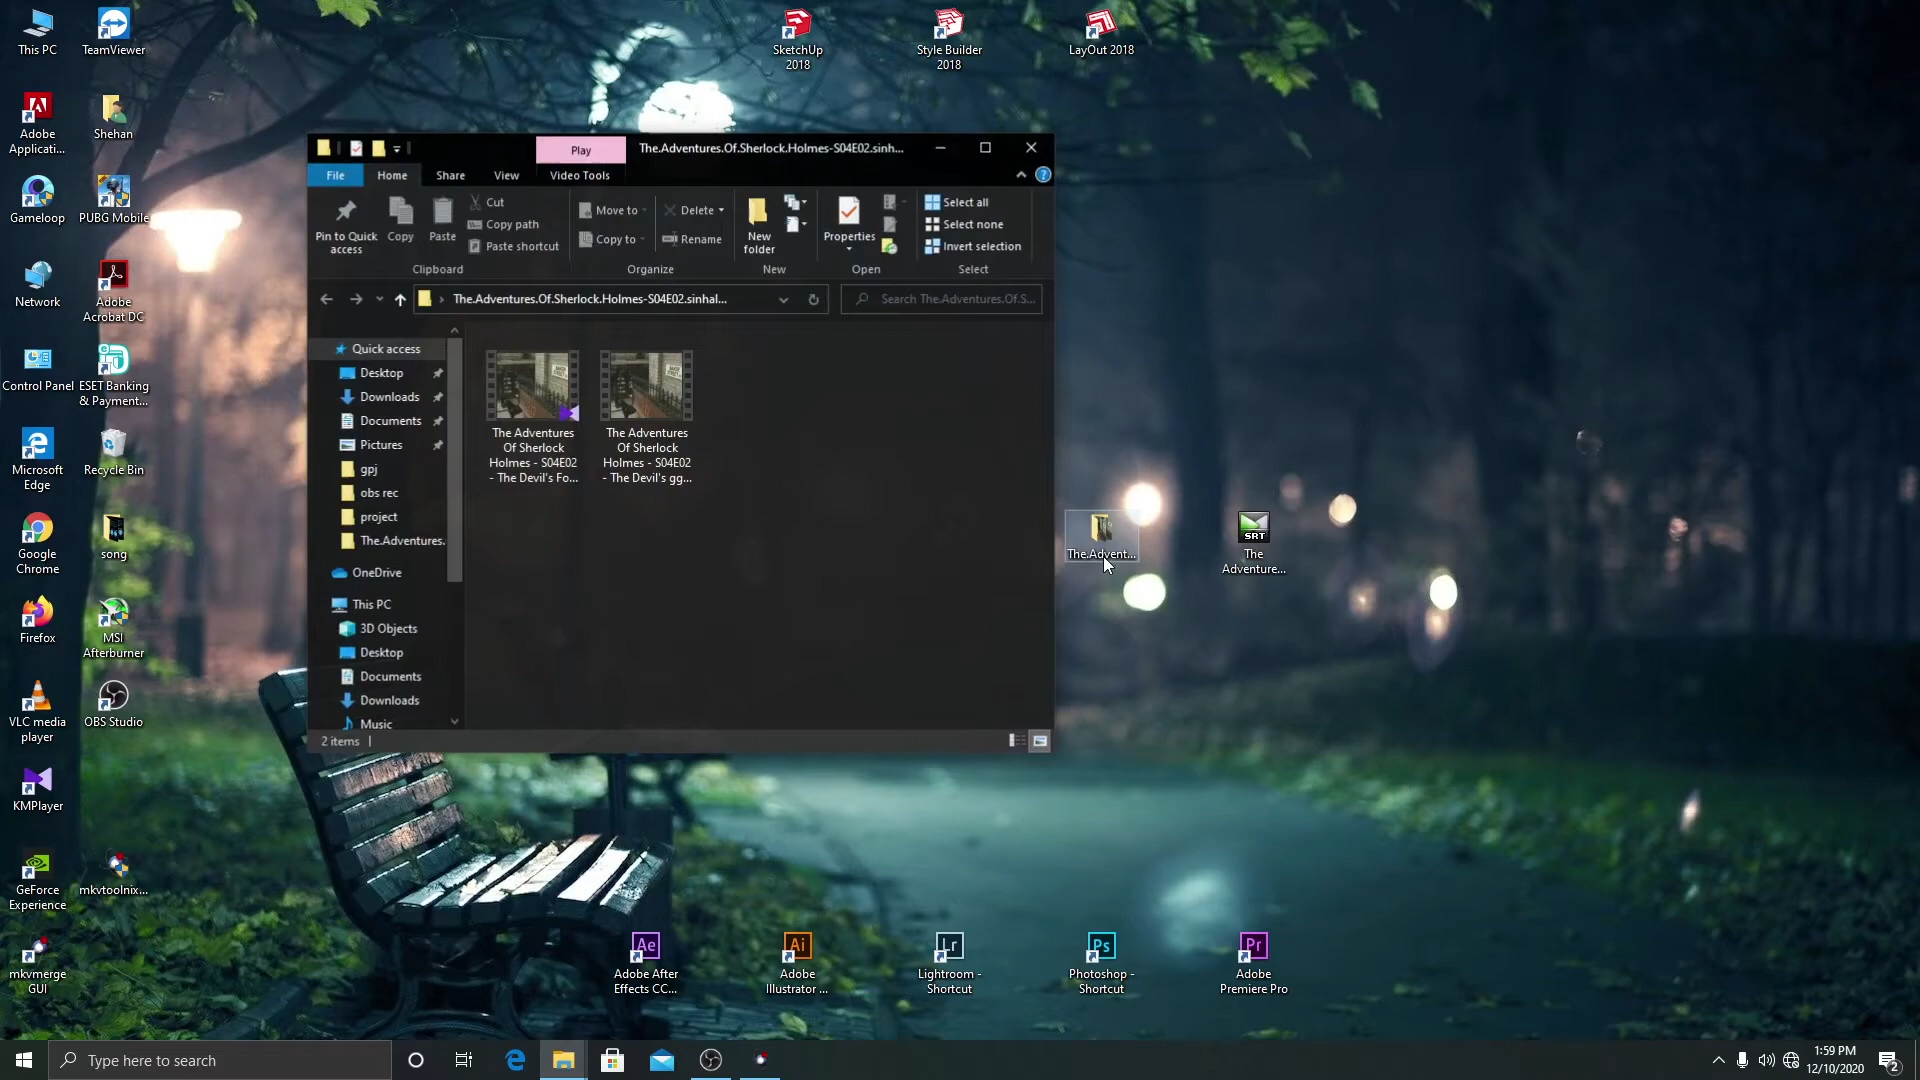 This PC
TeamViewer
SketchUp
2018
Style Builder
2018
LayOut 2018
Adobe
Applicati...
Shehan
Gameloop
PUBG Mobile
Network
Adobe
Acrobat DC
Control Panel
ESET Banking
& Payment...
Microsoft
Edge
Recycle Bin
Google
Chrome
song
Firefox
MSI
Afterburner
VLC media
player
OBS Studio
KMPlayer
GeForce
Experience
mkvtoolnix...
mkvmerge
GUI
Play
The.Adventures.Of.Sherlock.Holmes-S04E02.sinh...
File
Home
Share
View
Video Tools
Pin to Quick
access
Copy
Paste
Cut
Copy path
Paste shortcut
Clipboard
Move to
Copy to
Delete
Rename
Organize
New
folder
New
Properties
Open
Select all
Select none
Invert selection
Select
The.Adventures.Of.Sherlock.Holmes-S04E02.sinhal...
Search The.Adventures.Of.S...
Quick access
Desktop
Downloads
Documents
Pictures
gpj
obs rec
project
The.Adventures.
OneDrive
This PC
3D Objects
Desktop
Documents
Downloads
Music
The Adventures
Of Sherlock
Holmes - S04E02
- The Devil's Fo...
The Adventures
Of Sherlock
Holmes - S04E02
- The Devil's gg...
2 items
The.Advent...
SRT
The
Adventure...
Ae
Adobe After
Effects CC...
Ai
Adobe
Illustrator ...
Lr
Lightroom -
Shortcut
Ps
Photoshop -
Shortcut
Pr
Adobe
Premiere Pro
Type here to search
1:59 PM
12/10/2020
2